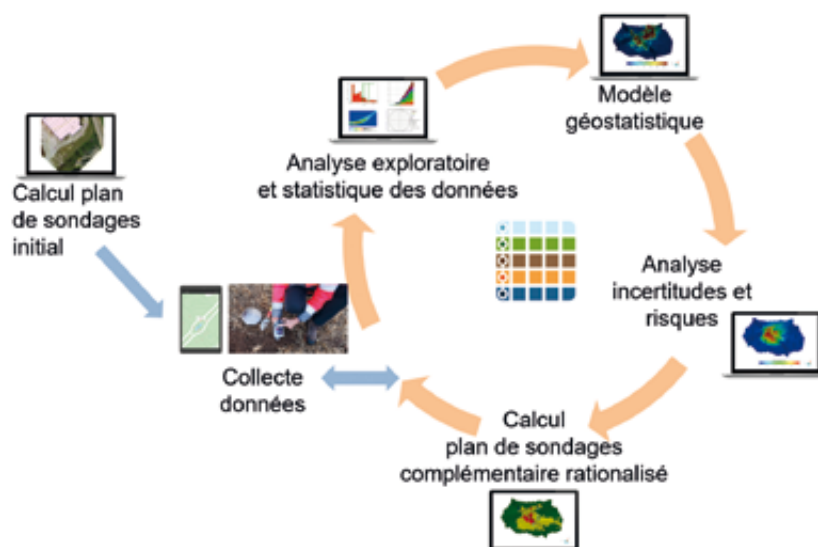 Calcul plan
de sondages
initial
Collecte
données
Analyse exploratoire
et statistique des données
Modèle
géostatistique
Analyse
incertitudes et
risques
Calcul
plan de sondages
complémentaire rationalisé